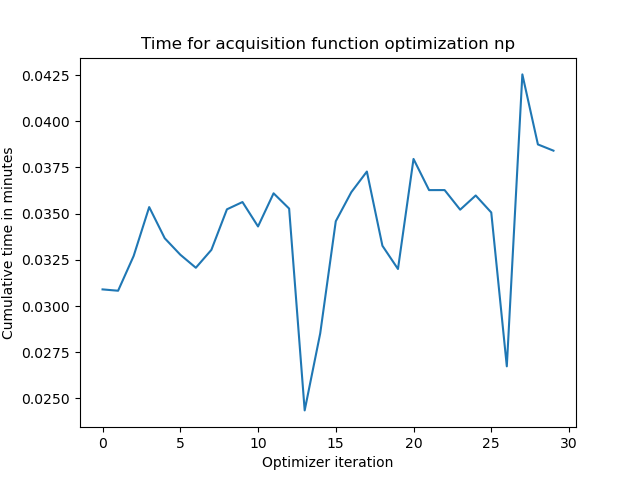 Time for acquisition function optimization np
0.0425
0.0400
0.0375
0.0350
0.0325
0.0300
0.0275
0.0250
Cumulative time in minutes
0 5 10 15 20 25 30
Optimizer iteration